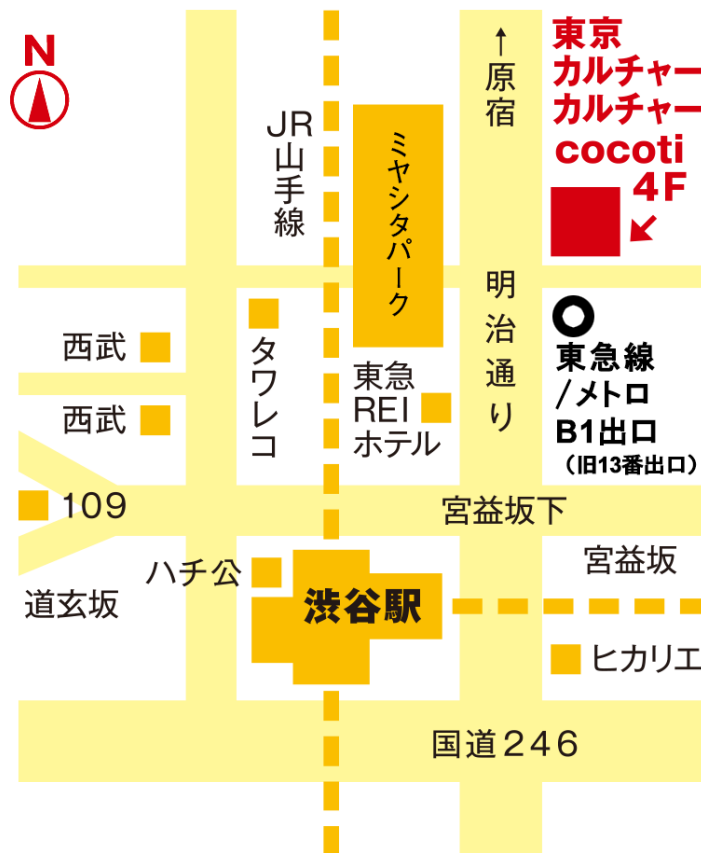 N
東京
カルチャー
カルチャー
cocoti
4F
↑原宿
JR山手線
ミヤシタパーク
明治通り
西武
西武
タワレコ
東急
REI
ホテル
東急線
/メトロ
B1出口
（旧13番出口）
109
宮益坂下
道玄坂
ハチ公
渋谷駅
宮益坂
ヒカリエ
国道246